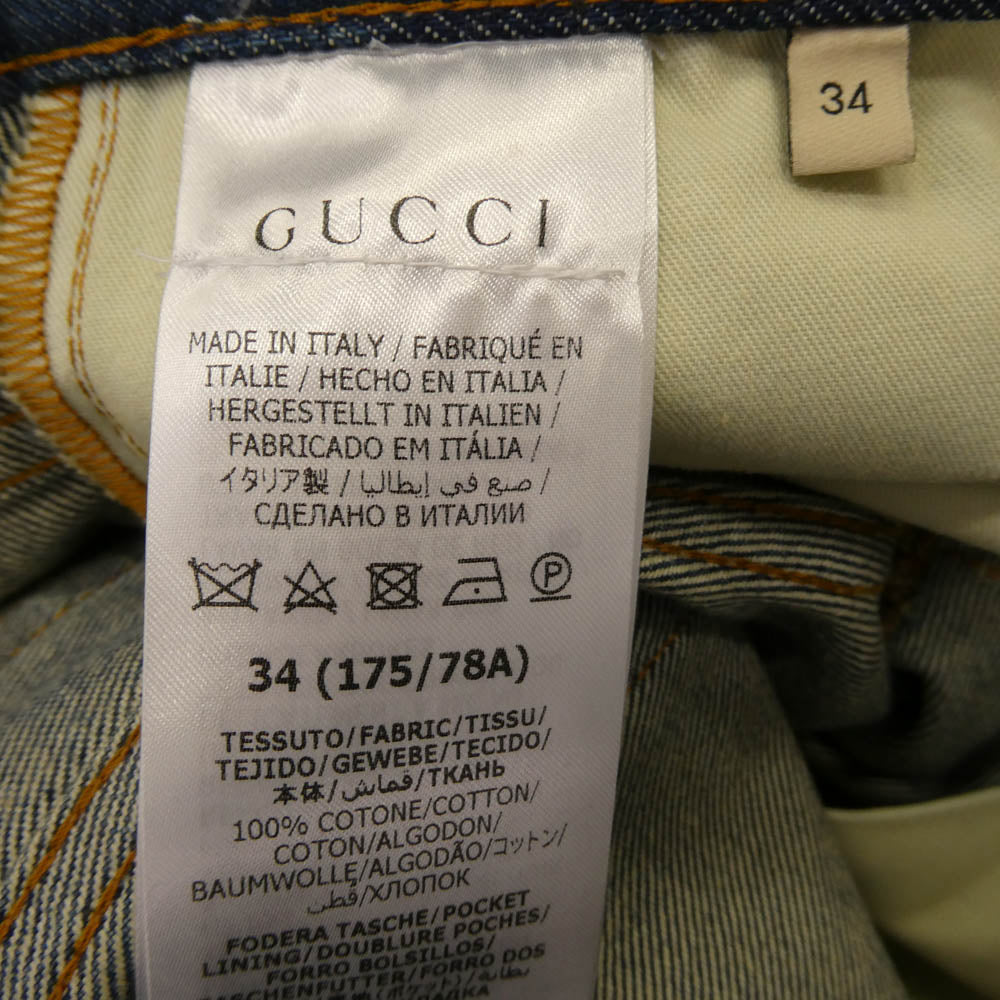 34
GUCCI
MADE IN ITALY / FABRIQUÉ EN
ITALIE / HECHO EN ITALIA /
HERGESTELLT IN ITALIEN /
FABRICADO EM ITÁLIA /
イタリア製 / صنع في إيطاليا /
СДЕЛАНО В ИТАЛИИ
P
34 (175/78A)
TESSUTO/FABRIC/TISSU/
TEJIDO/GEWEBE/TECIDO/
本体/قماش/ТКАНЬ
100% COTONE/COTTON/
COTON/ALGODON/
BAUMWOLLE/ALGODÃO/コットン/
قطن/ХЛОПОК
FODERA TASCHE/POCKET
LINING/DOUBLURE POCHES/
FORRO BOLSILLOS/
TASCHENFUTTER/FORRO DOS